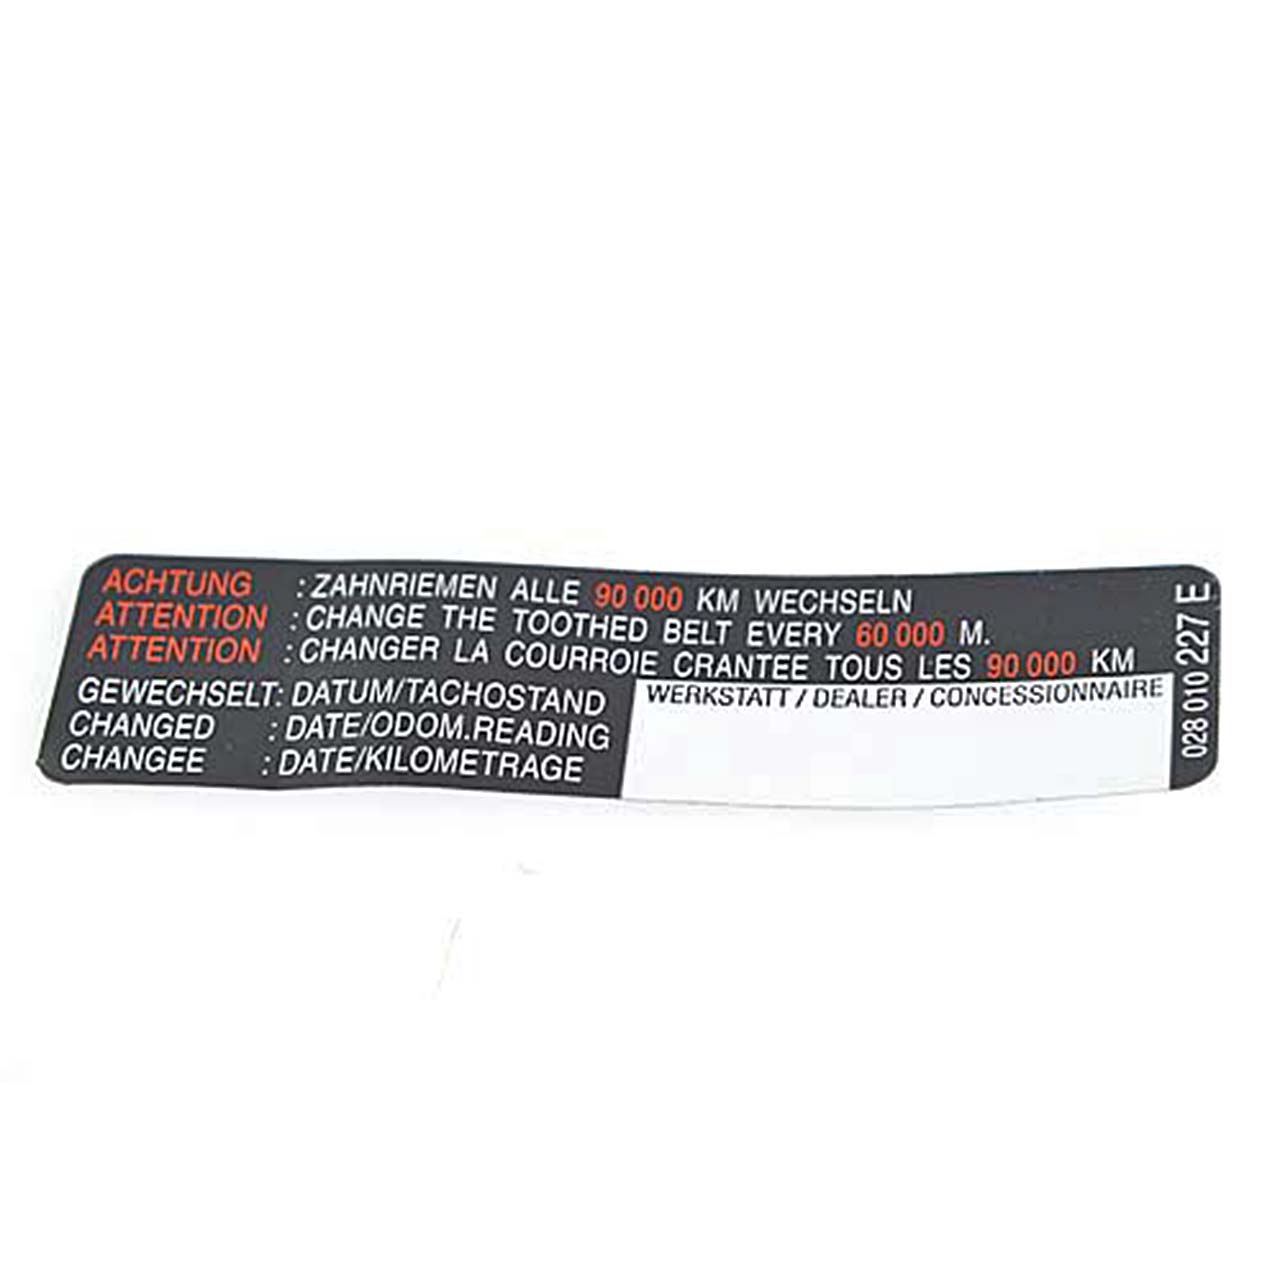 ACHTUNG : ZAHNRIEMEN ALLE 90 000 KM WECHSELN
ATTENTION : CHANGE THE TOOTHED BELT EVERY 60 000 M.
ATTENTION : CHANGER LA COURROIE CRANTEE TOUS LES 90 000 KM
GEWECHSELT: DATUM/TACHOSTAND
CHANGED : DATE/ODOM.READING
CHANGEE : DATE/KILOMETRAGE
WERKSTATT / DEALER / CONCESSIONNAIRE
028 010 227 E